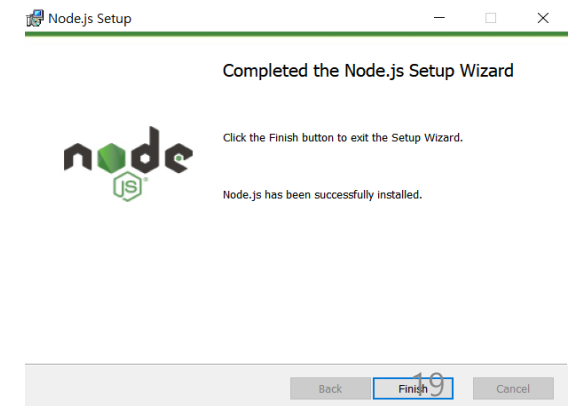 Node.js Setup
Completed the Node.js Setup Wizard
Click the Finish button to exit the Setup Wizard.
node
JS
Node.js has been successfully installed.
Back
Finish
19
Cancel